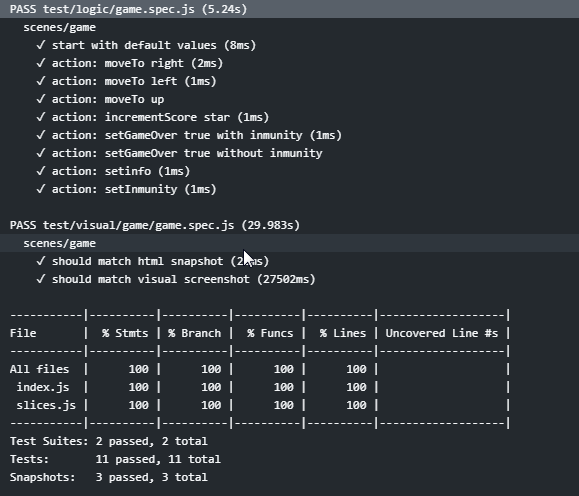 PASS test/logic/game.spec.js (5.24s)
scenes/game
✓ start with default values (8ms)
✓ action: moveTo right (2ms)
✓ action: moveTo left (1ms)
✓ action: moveTo up
✓ action: incrementScore star (1ms)
✓ action: setGameOver true with inmunity (1ms)
✓ action: setGameOver true without inmunity
✓ action: setinfo (1ms)
✓ action: setInmunity (1ms)
PASS test/visual/game/game.spec.js (29.983s)
scenes/game
✓ should match html snapshot
✓ should match visual screenshot (27502ms)
-----------|----------|----------|----------|----------|-------------------|
File       |  % Stmts | % Branch |  % Funcs |  % Lines | Uncovered Line #s |
-----------|----------|----------|----------|----------|-------------------|
All files  |      100 |      100 |      100 |      100 |                   |
 index.js  |      100 |      100 |      100 |      100 |                   |
 slices.js |      100 |      100 |      100 |      100 |                   |
-----------|----------|----------|----------|----------|-------------------|
Test Suites: 2 passed, 2 total
Tests:       11 passed, 11 total
Snapshots:   3 passed, 3 total